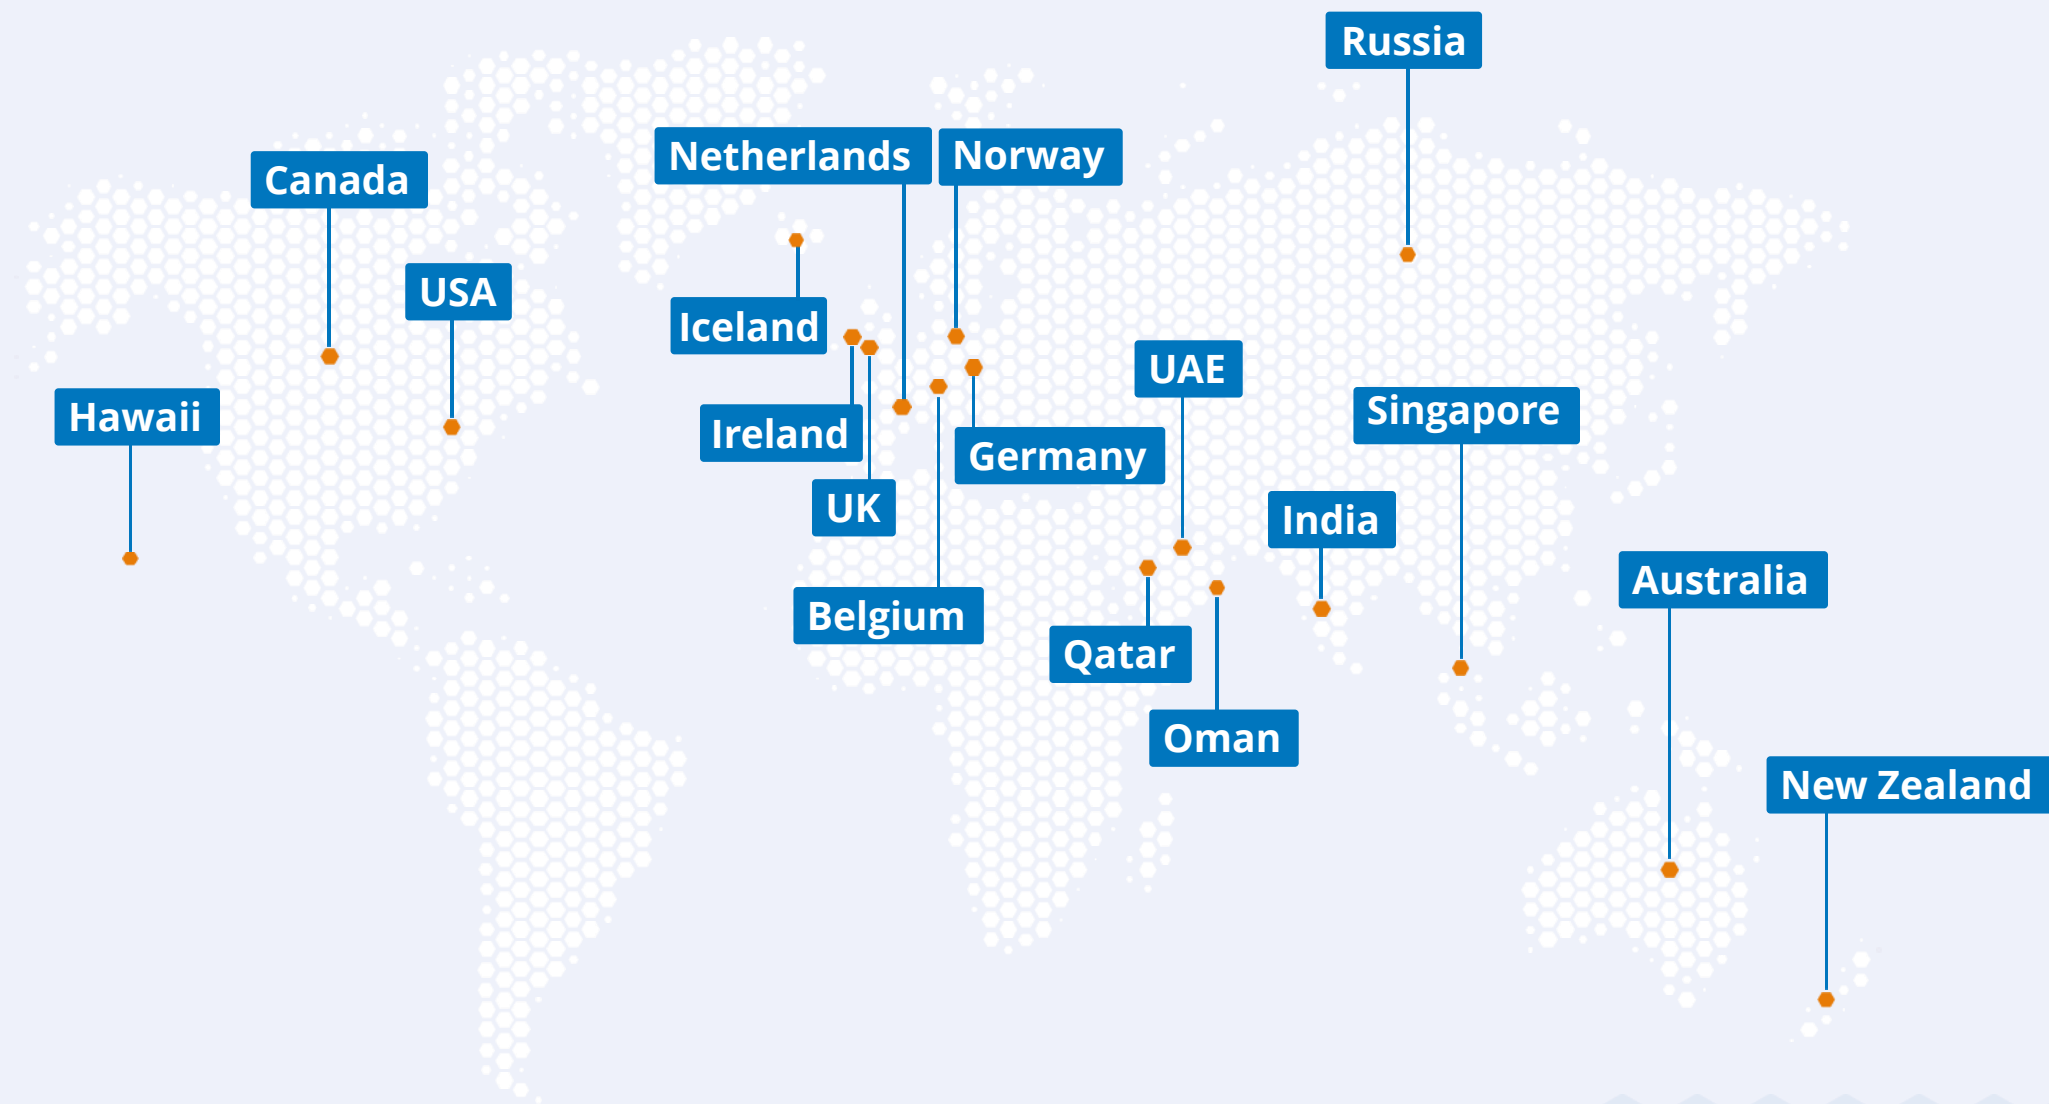 Russia
Netherlands
Norway
Canada
USA
Iceland
UAE
Hawaii
Singapore
Ireland
Germany
UK
India
Australia
Belgium
Qatar
Oman
New Zealand